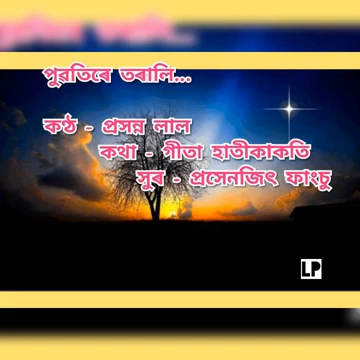 পুৱতিৰে তৰালি...
কণ্ঠ - প্ৰসন্ন লাল
কথা - গীতা হাতীকাকতি
সুৰ - প্ৰসেনজিৎ ফাংচু
LP